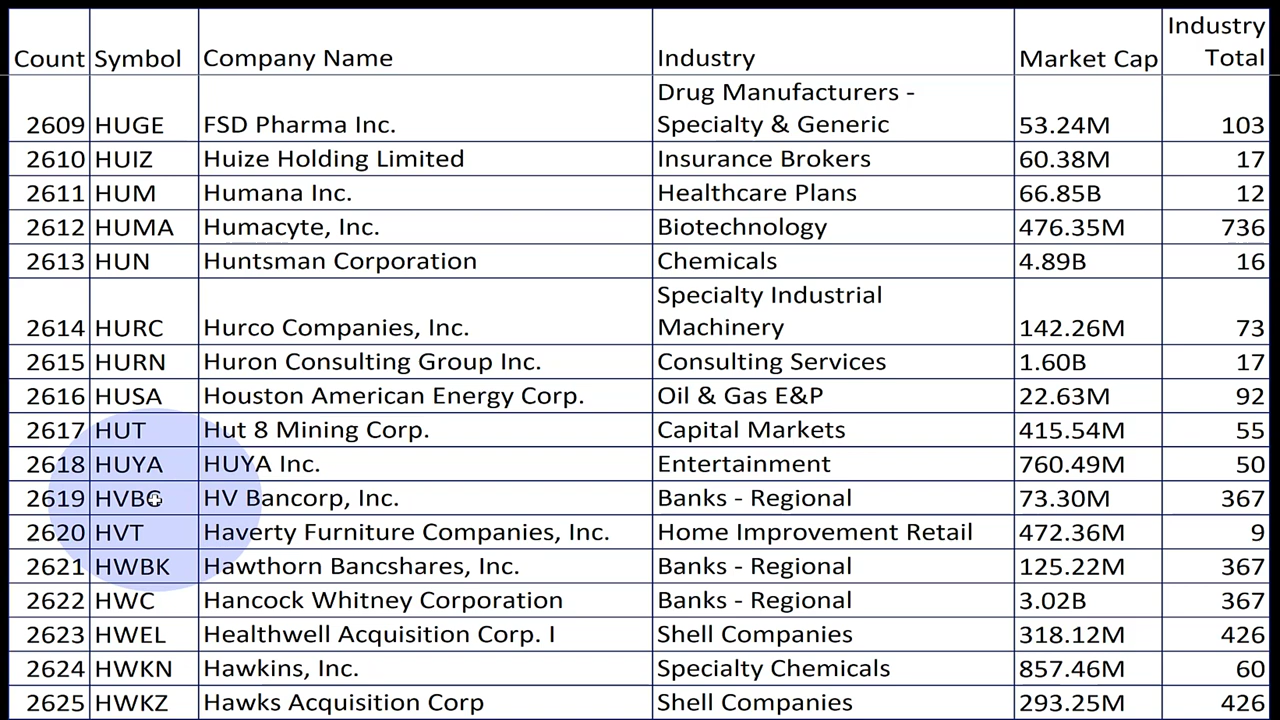 Count Symbol Company Name Industry Market Cap Industry Total
2609 HUGE FSD Pharma Inc. Drug Manufacturers - Specialty & Generic 53.24M 103
2610 HUIZ Huize Holding Limited Insurance Brokers 60.38M 17
2611 HUM Humana Inc. Healthcare Plans 66.85B 12
2612 HUMA Humacyte, Inc. Biotechnology 476.35M 736
2613 HUN Huntsman Corporation Chemicals 4.89B 16
2614 HURC Hurco Companies, Inc. Specialty Industrial Machinery 142.26M 73
2615 HURN Huron Consulting Group Inc. Consulting Services 1.60B 17
2616 HUSA Houston American Energy Corp. Oil & Gas E&P 22.63M 92
2617 HUT Hut 8 Mining Corp. Capital Markets 415.54M 55
2618 HUYA HUYA Inc. Entertainment 760.49M 50
2619 HVBC HV Bancorp, Inc. Banks - Regional 73.30M 367
2620 HVT Haverty Furniture Companies, Inc. Home Improvement Retail 472.36M 9
2621 HWBK Hawthorn Bancshares, Inc. Banks - Regional 125.22M 367
2622 HWC Hancock Whitney Corporation Banks - Regional 3.02B 367
2623 HWEL Healthwell Acquisition Corp. I Shell Companies 318.12M 426
2624 HWKN Hawkins, Inc. Specialty Chemicals 857.46M 60
2625 HWKZ Hawks Acquisition Corp Shell Companies 293.25M 426